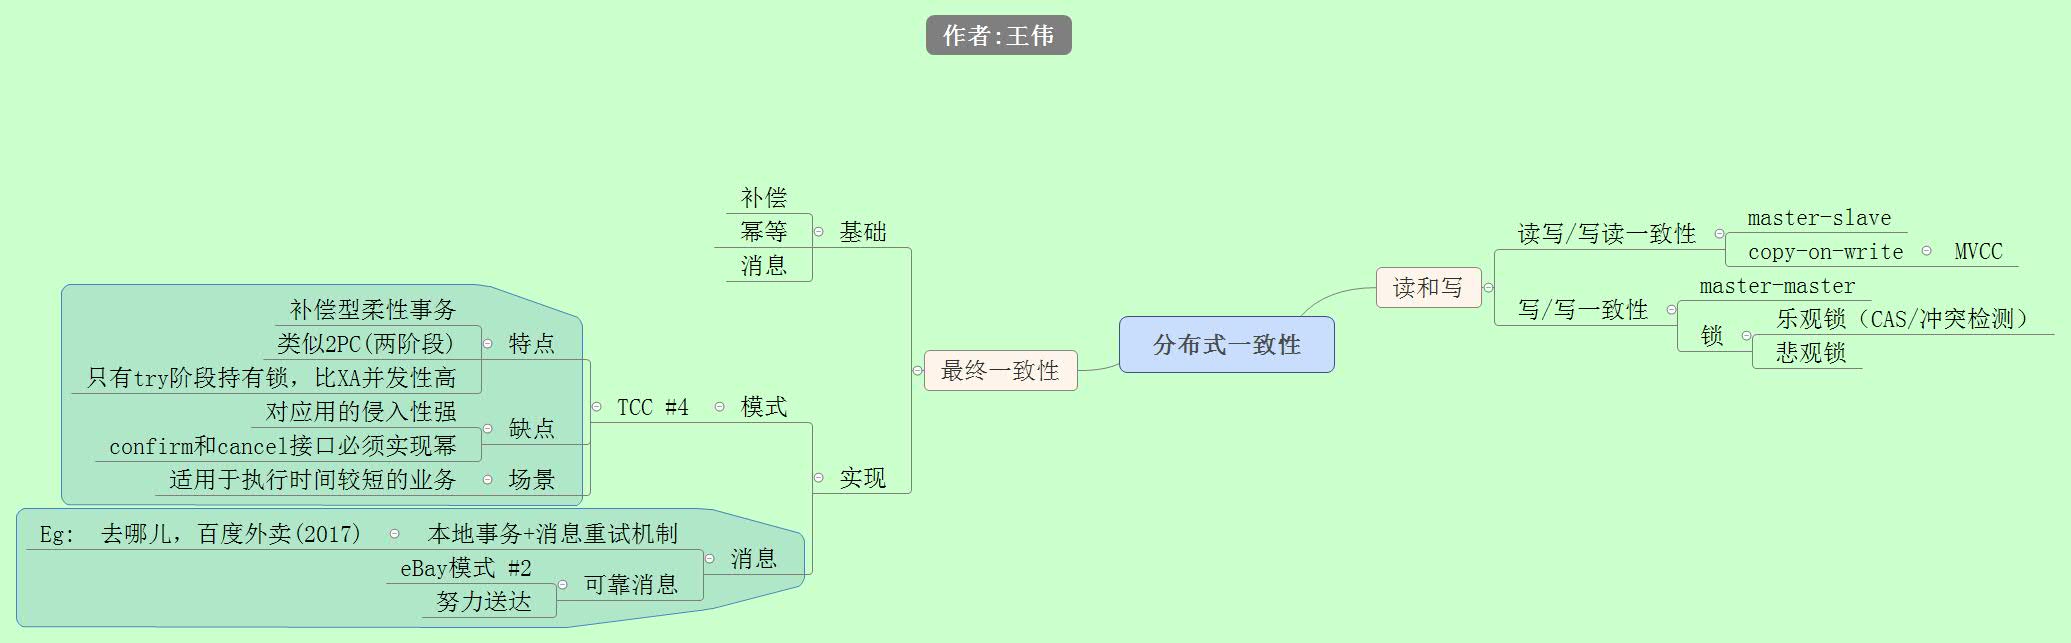 作者:王伟
分布式一致性
读和写
读写/写读一致性
master-slave
copy-on-write
MVCC
写/写一致性
master-master
锁
乐观锁（CAS/冲突检测）
悲观锁
最终一致性
基础
补偿
幂等
消息
实现
模式
TCC #4
特点
补偿型柔性事务
类似2PC(两阶段)
只有try阶段持有锁，比XA并发性高
缺点
对应用的侵入性强
confirm和cancel接口必须实现幂
场景
适用于执行时间较短的业务
消息
本地事务+消息重试机制
Eg: 去哪儿，百度外卖(2017)
可靠消息
eBay模式 #2
努力送达